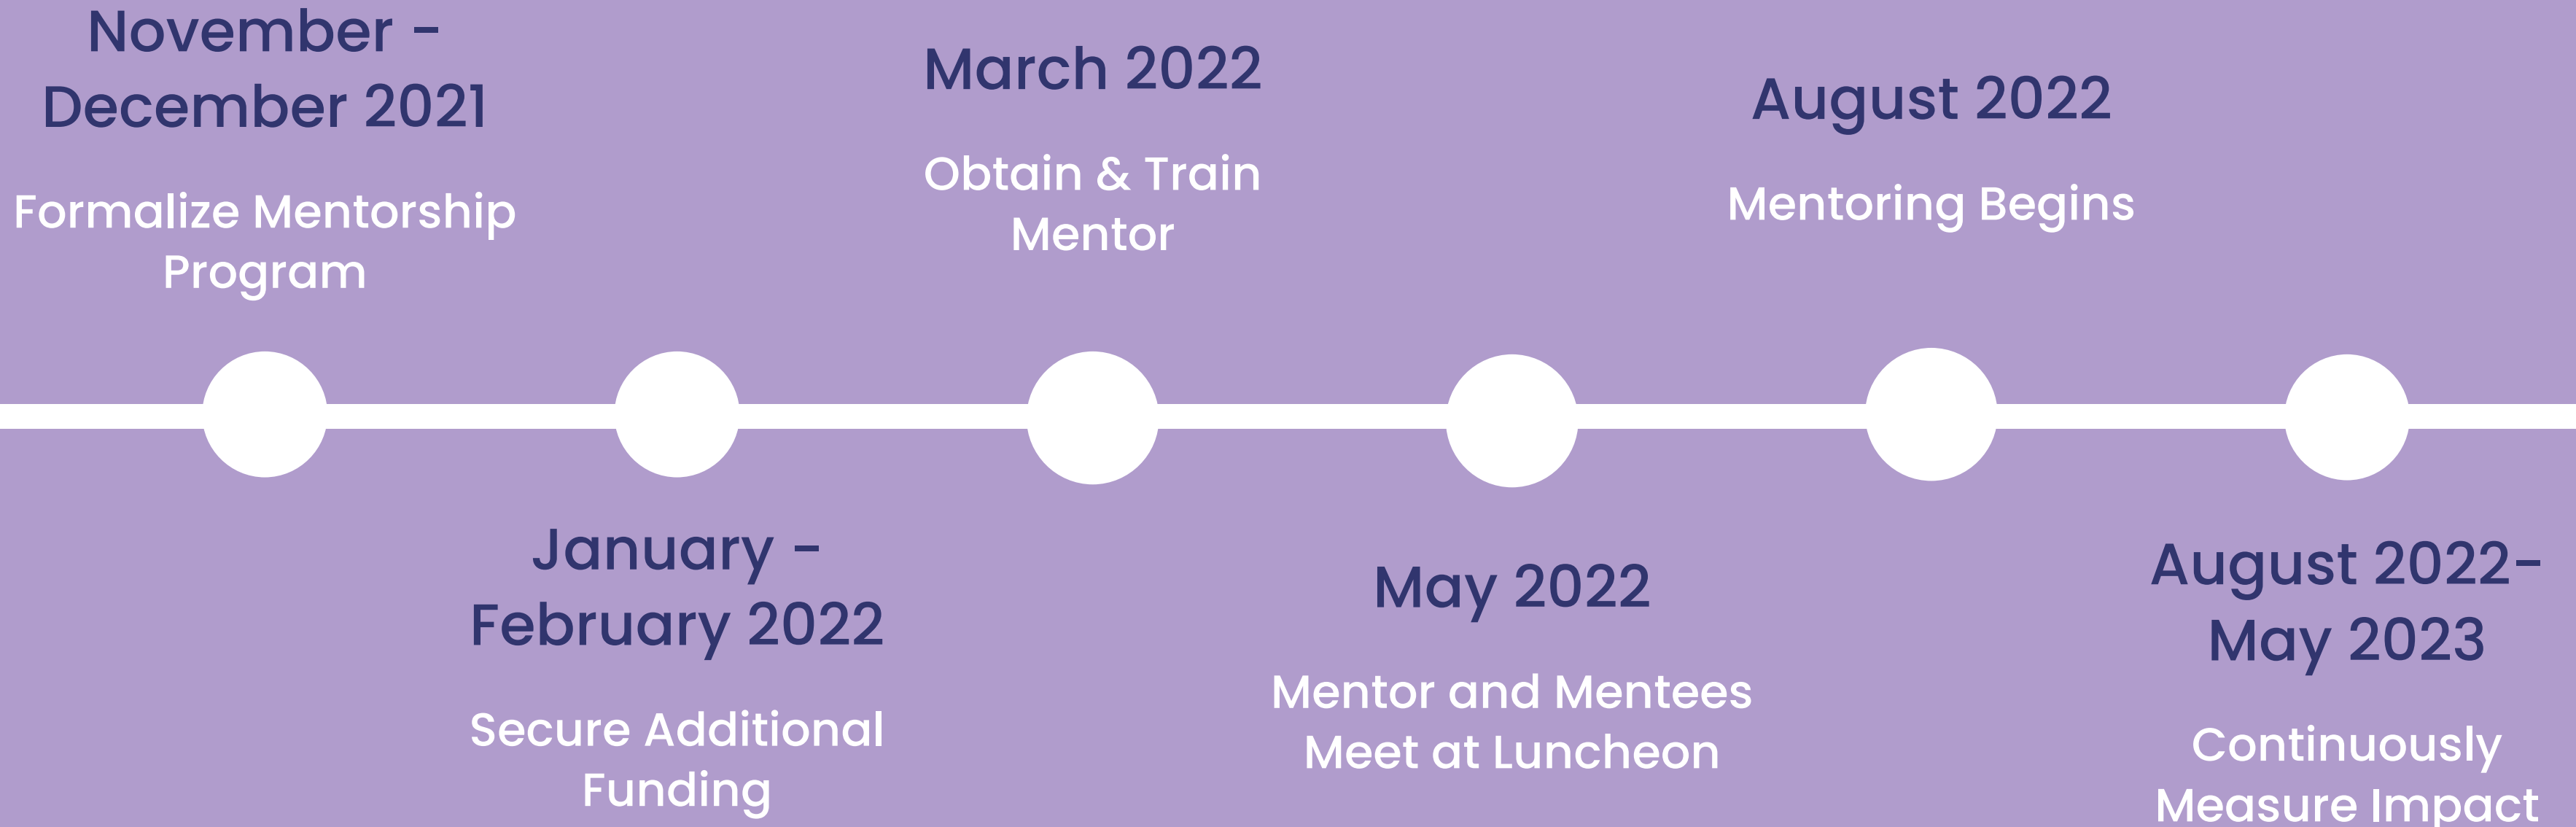 November -
December 2021
Formalize Mentorship
Program
January -
February 2022
Secure Additional
Funding
March 2022
Obtain & Train
Mentor
May 2022
Mentor and Mentees
Meet at Luncheon
August 2022
Mentoring Begins
August 2022-
May 2023
Continuously
Measure Impact